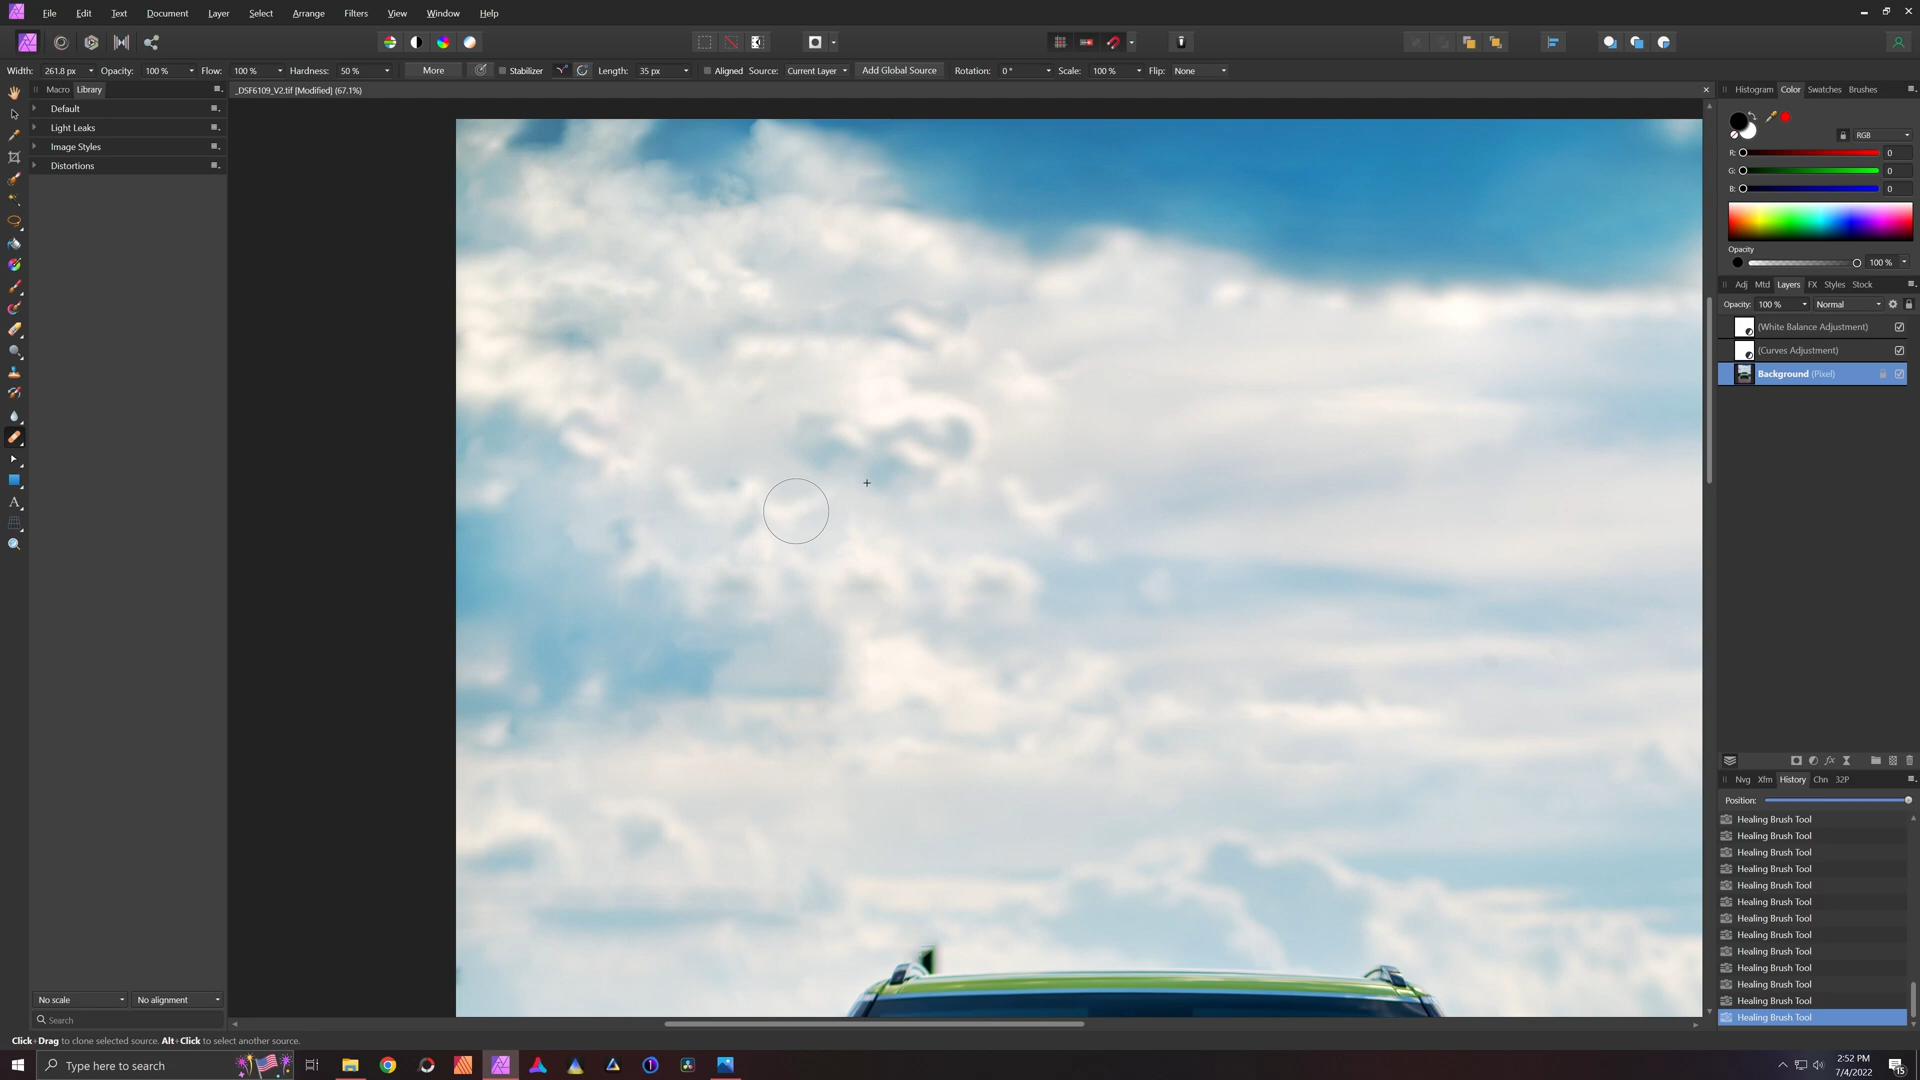 File Edit Text Document Layer Select Arrange Filters View Window Help
Width: 261.8 px Opacity: 100 % Flow: 100 % Hardness: 50 % More Stabilizer Length: 35 px Aligned Source: Current Layer Add Global Source Rotation: 0 ° Scale: 100 % Flip: None
Macro Library
Default
Light Leaks
Image Styles
Distortions
No scale No alignment
Search
_DSF6109_V2.tif [Modified] (67.1%)
Histogram Color Swatches Brushes
RGB
R: 0
G: 0
B: 0
Opacity
100 %
Adj Mtd Layers FX Styles Stock
Opacity: 100 % Normal
(White Balance Adjustment)
(Curves Adjustment)
Background (Pixel)
Nvg Xfm History Chn 32P
Position:
Healing Brush Tool
Healing Brush Tool
Healing Brush Tool
Healing Brush Tool
Healing Brush Tool
Healing Brush Tool
Healing Brush Tool
Healing Brush Tool
Healing Brush Tool
Healing Brush Tool
Healing Brush Tool
Healing Brush Tool
Healing Brush Tool
Click+Drag to clone selected source. Alt+Click to select another source.
Type here to search
2:52 PM
7/4/2022
15